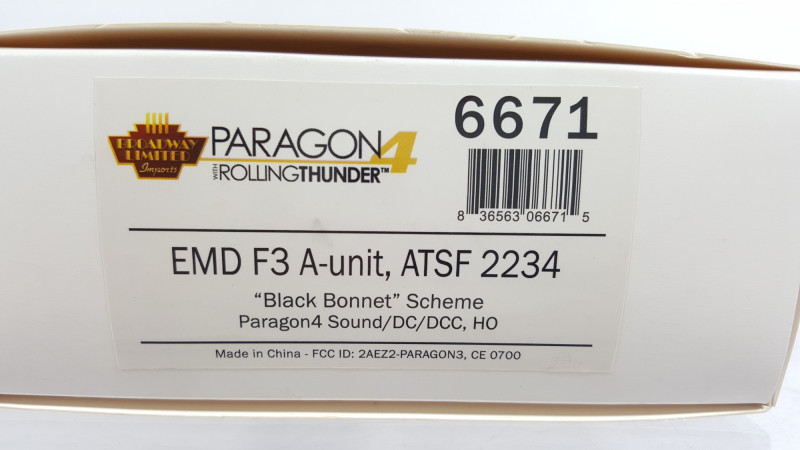 BROADWAY
LIMITED
Imports
PARAGON4
WITH ROLLINGTHUNDER™
6671
8 36563 06671 5
EMD F3 A-unit, ATSF 2234
“Black Bonnet” Scheme
Paragon4 Sound/DC/DCC, HO
Made in China - FCC ID: 2AEZ2-PARAGON3, CE 0700